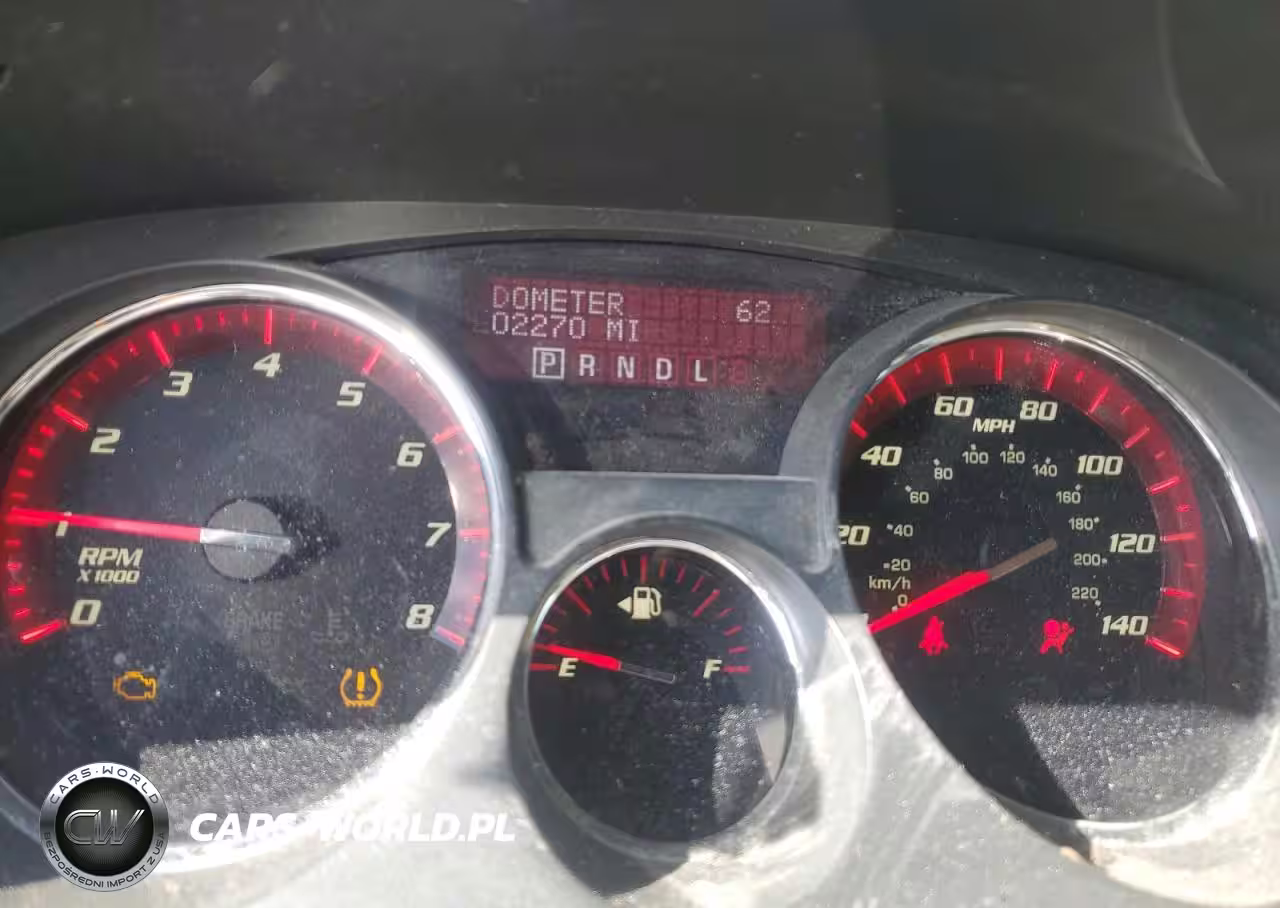 DOMETER 62
02270 MI
P R N D L
0 1 2 3 4 5 6 7 8
RPM
X1000
BRAKE
E F
20 40 60 80 100 120 140
MPH
0 20 40 60 80 100 120 140 160 180 200 220
km/h
CARS-WORLD
CW
BEZPOŚREDNI IMPORT Z USA
CARS-WORLD.PL